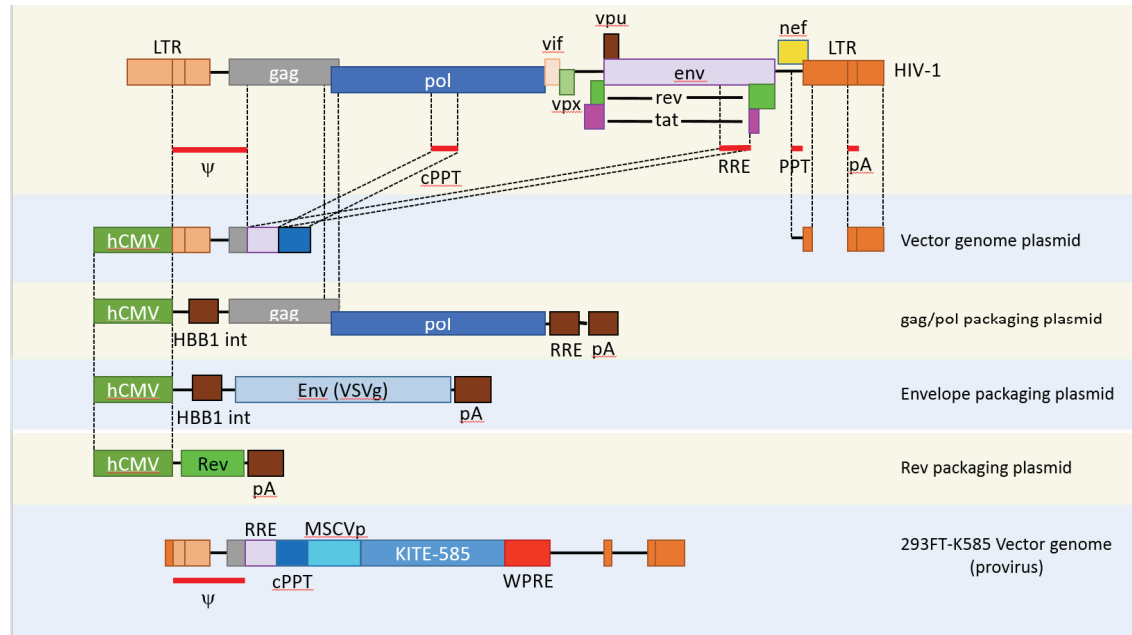 vpu
nef
LTR
vif
LTR
gag
env
HIV-1
pol
vpx
rev
tat
ψ
cPPT
RRE
PPT
pA
hCMV
Vector genome plasmid
hCMV
gag
pol
gag/pol packaging plasmid
HBB1 int
RRE
pA
hCMV
Env (VSVg)
Envelope packaging plasmid
HBB1 int
pA
hCMV
Rev
Rev packaging plasmid
pA
RRE
MSCVp
KITE-585
293FT-K585 Vector genome
(provirus)
cPPT
WPRE
ψ